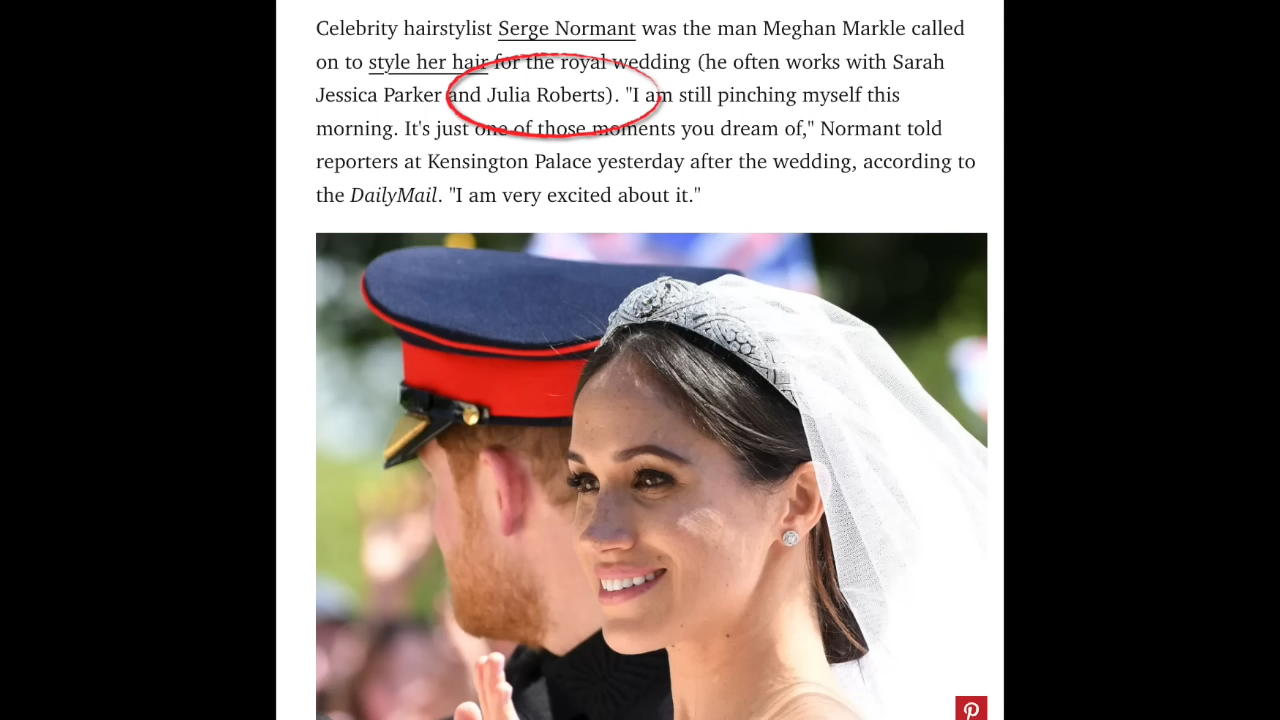 Celebrity hairstylist Serge Normant was the man Meghan Markle called
on to style her hair for the royal wedding (he often works with Sarah
Jessica Parker and Julia Roberts). "I am still pinching myself this
morning. It's just one of those moments you dream of," Normant told
reporters at Kensington Palace yesterday after the wedding, according to
the DailyMail. "I am very excited about it."